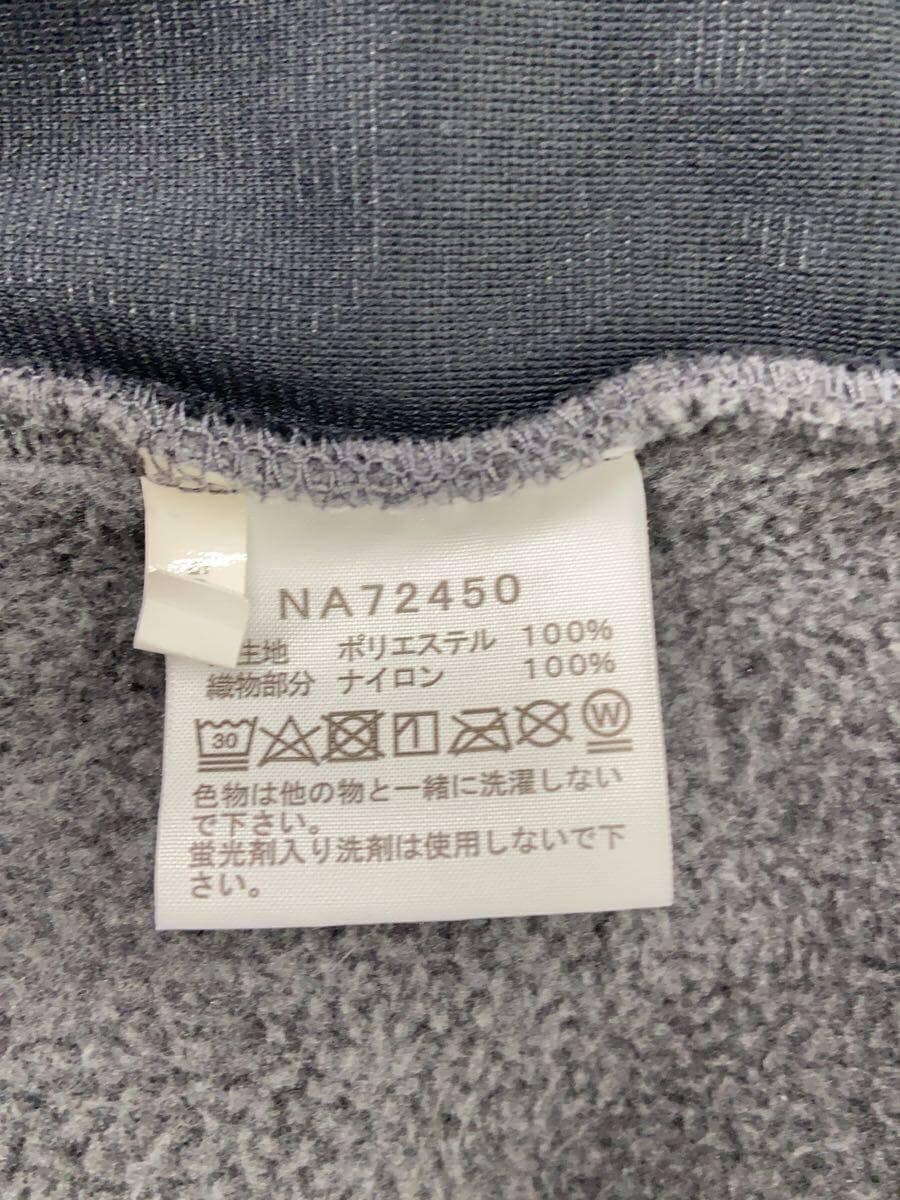 NA72450
生地 ポリエステル 100%
織物部分 ナイロン 100%
30 W
色物は他の物と一緒に洗濯しない
で下さい。
蛍光剤入り洗剤は使用しないで下
さい。